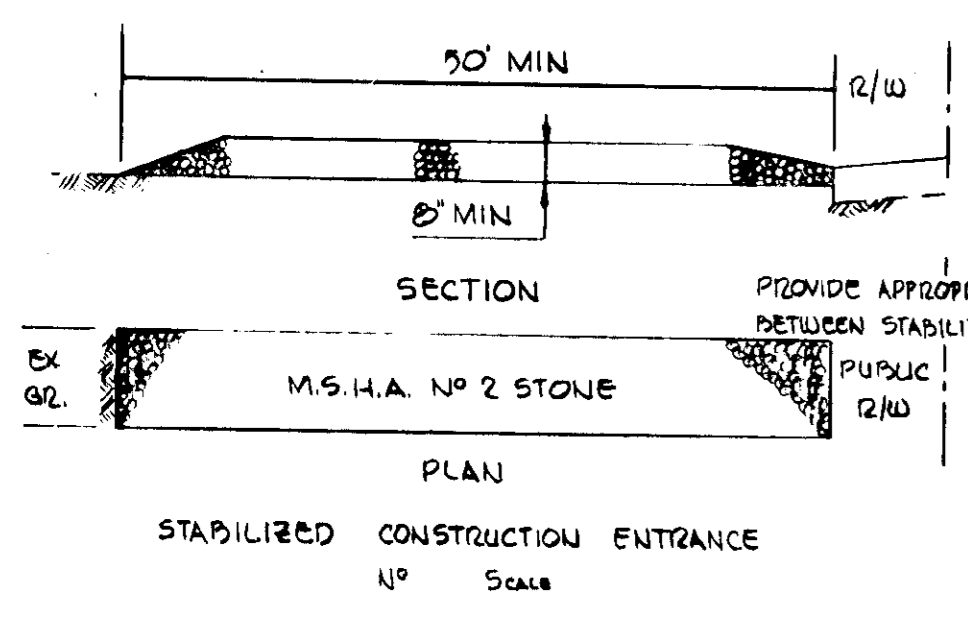 50' MIN
R/W
8" MIN
SECTION
PROVIDE APPROP
BETWEEN STABILI
EX
GR.
M.S.H.A. Nº 2 STONE
PUBLIC
R/W
PLAN
STABILIZED CONSTRUCTION ENTRANCE
Nº SCALE